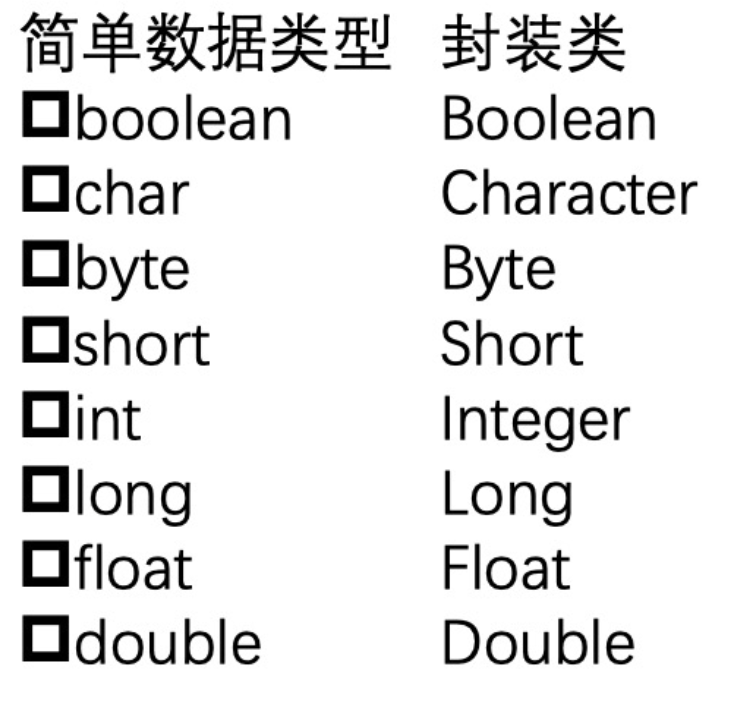 简单数据类型 封装类
boolean Boolean
char Character
byte Byte
short Short
int Integer
long Long
float Float
double Double